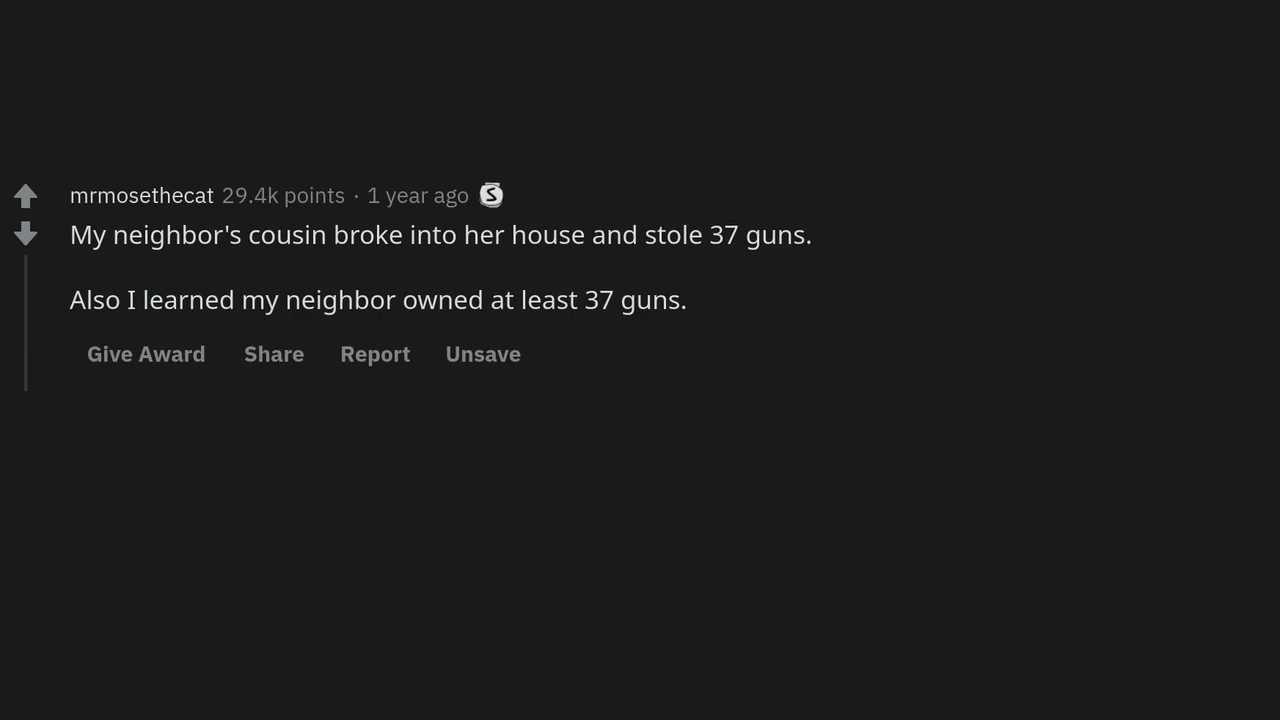 mrmosethecat 29.4k points · 1 year ago S
My neighbor's cousin broke into her house and stole 37 guns.
Also I learned my neighbor owned at least 37 guns.
Give Award Share Report Unsave